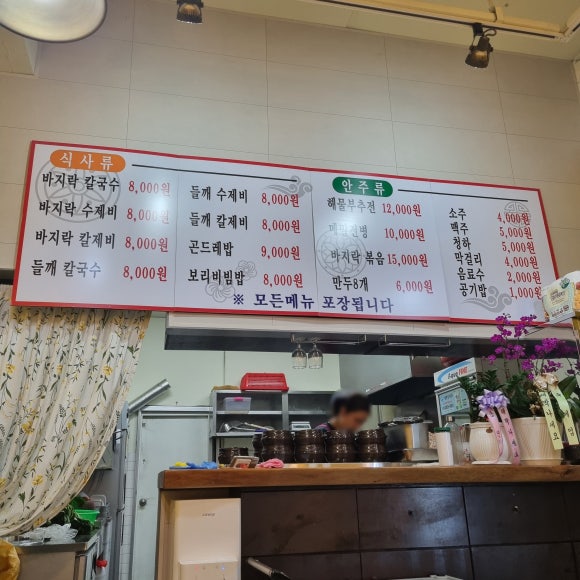 식사류
바지락 칼국수 8,000원
바지락 수제비 8,000원
바지락 칼제비 8,000원
들깨 칼국수 8,000원
들깨 수제비 8,000원
들깨 칼제비 8,000원
곤드레밥 9,000원
보리비빔밥 8,000원
안주류
해물부추전 12,000원
메밀전병 10,000원
바지락 볶음 15,000원
만두8개 6,000원
소주 4,000원
맥주 5,000원
청하 5,000원
막걸리 4,000원
음료수 2,000원
공기밥 1,000원
※ 모든메뉴 포장됩니다